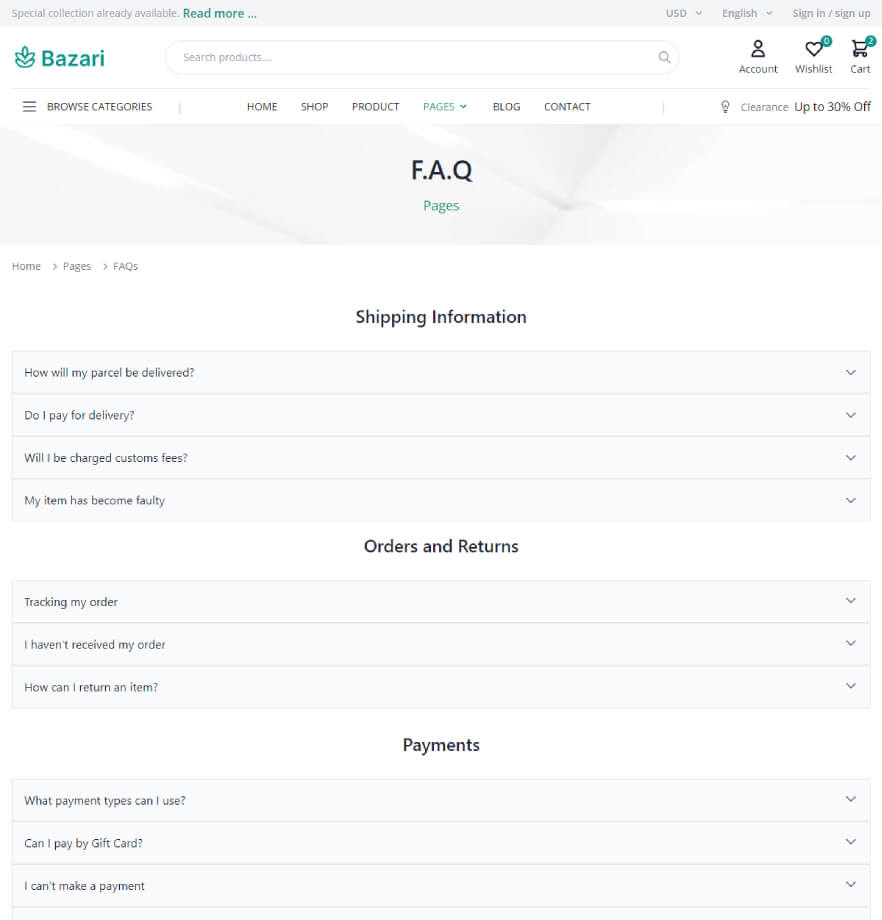 Special collection already available. Read more ...
USD English Sign in / sign up
Bazari
Search products....
0
2
Account Wishlist Cart
BROWSE CATEGORIES | HOME SHOP PRODUCT PAGES BLOG CONTACT | Clearance Up to 30% Off
F.A.Q
Pages
Home > Pages > FAQs
Shipping Information
How will my parcel be delivered?
Do I pay for delivery?
Will I be charged customs fees?
My item has become faulty
Orders and Returns
Tracking my order
I haven't received my order
How can I return an item?
Payments
What payment types can I use?
Can I pay by Gift Card?
I can't make a payment